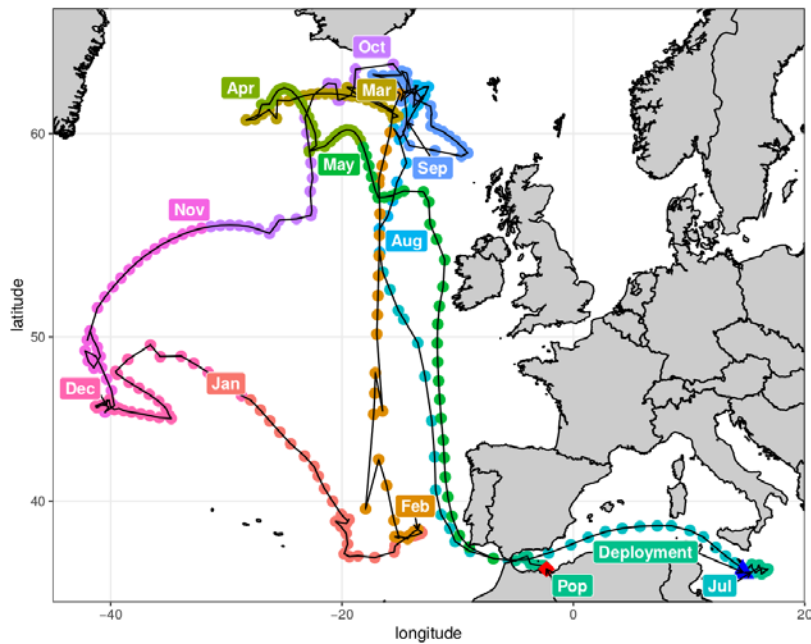 Oct
Apr
Mar
60
May
Sep
Nov
Aug
50
Dec
Jan
40
Feb
Deployment
Pop
Jul
−40
−20
0
20
longitude
latitude